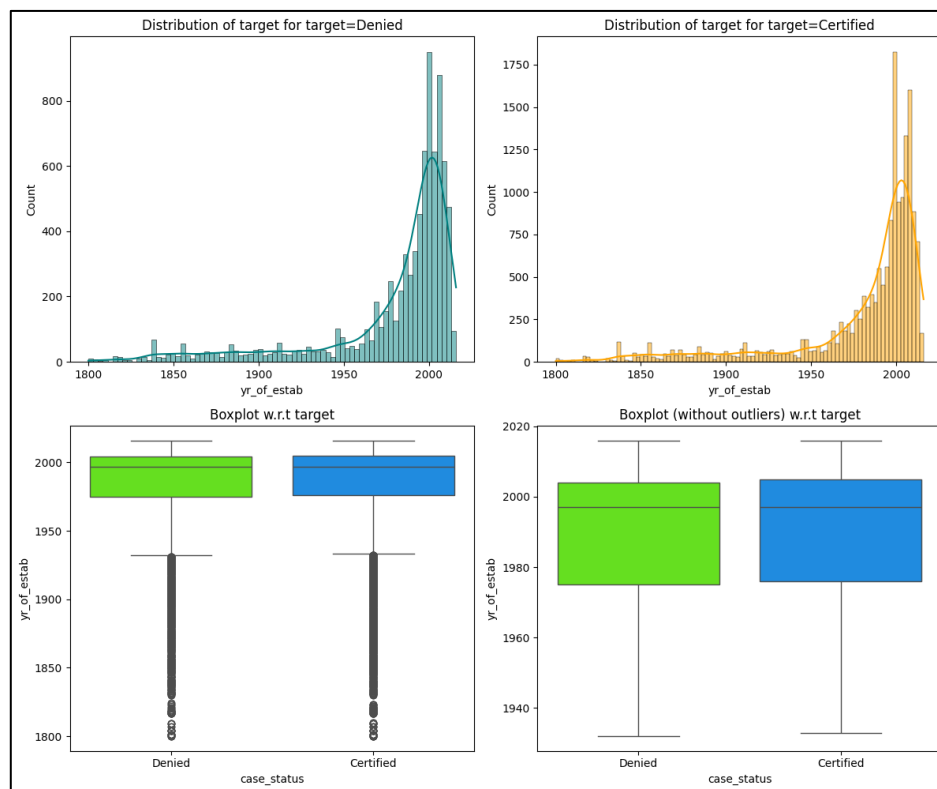 Distribution of target for target=Denied
Count
800
600
400
200
0
1800 1850 1900 1950 2000
yr_of_estab
Distribution of target for target=Certified
Count
1750
1500
1250
1000
750
500
250
0
1800 1850 1900 1950 2000
yr_of_estab
Boxplot w.r.t target
yr_of_estab
2000
1950
1900
1850
1800
Denied Certified
case_status
Boxplot (without outliers) w.r.t target
yr_of_estab
2020
2000
1980
1960
1940
Denied Certified
case_status